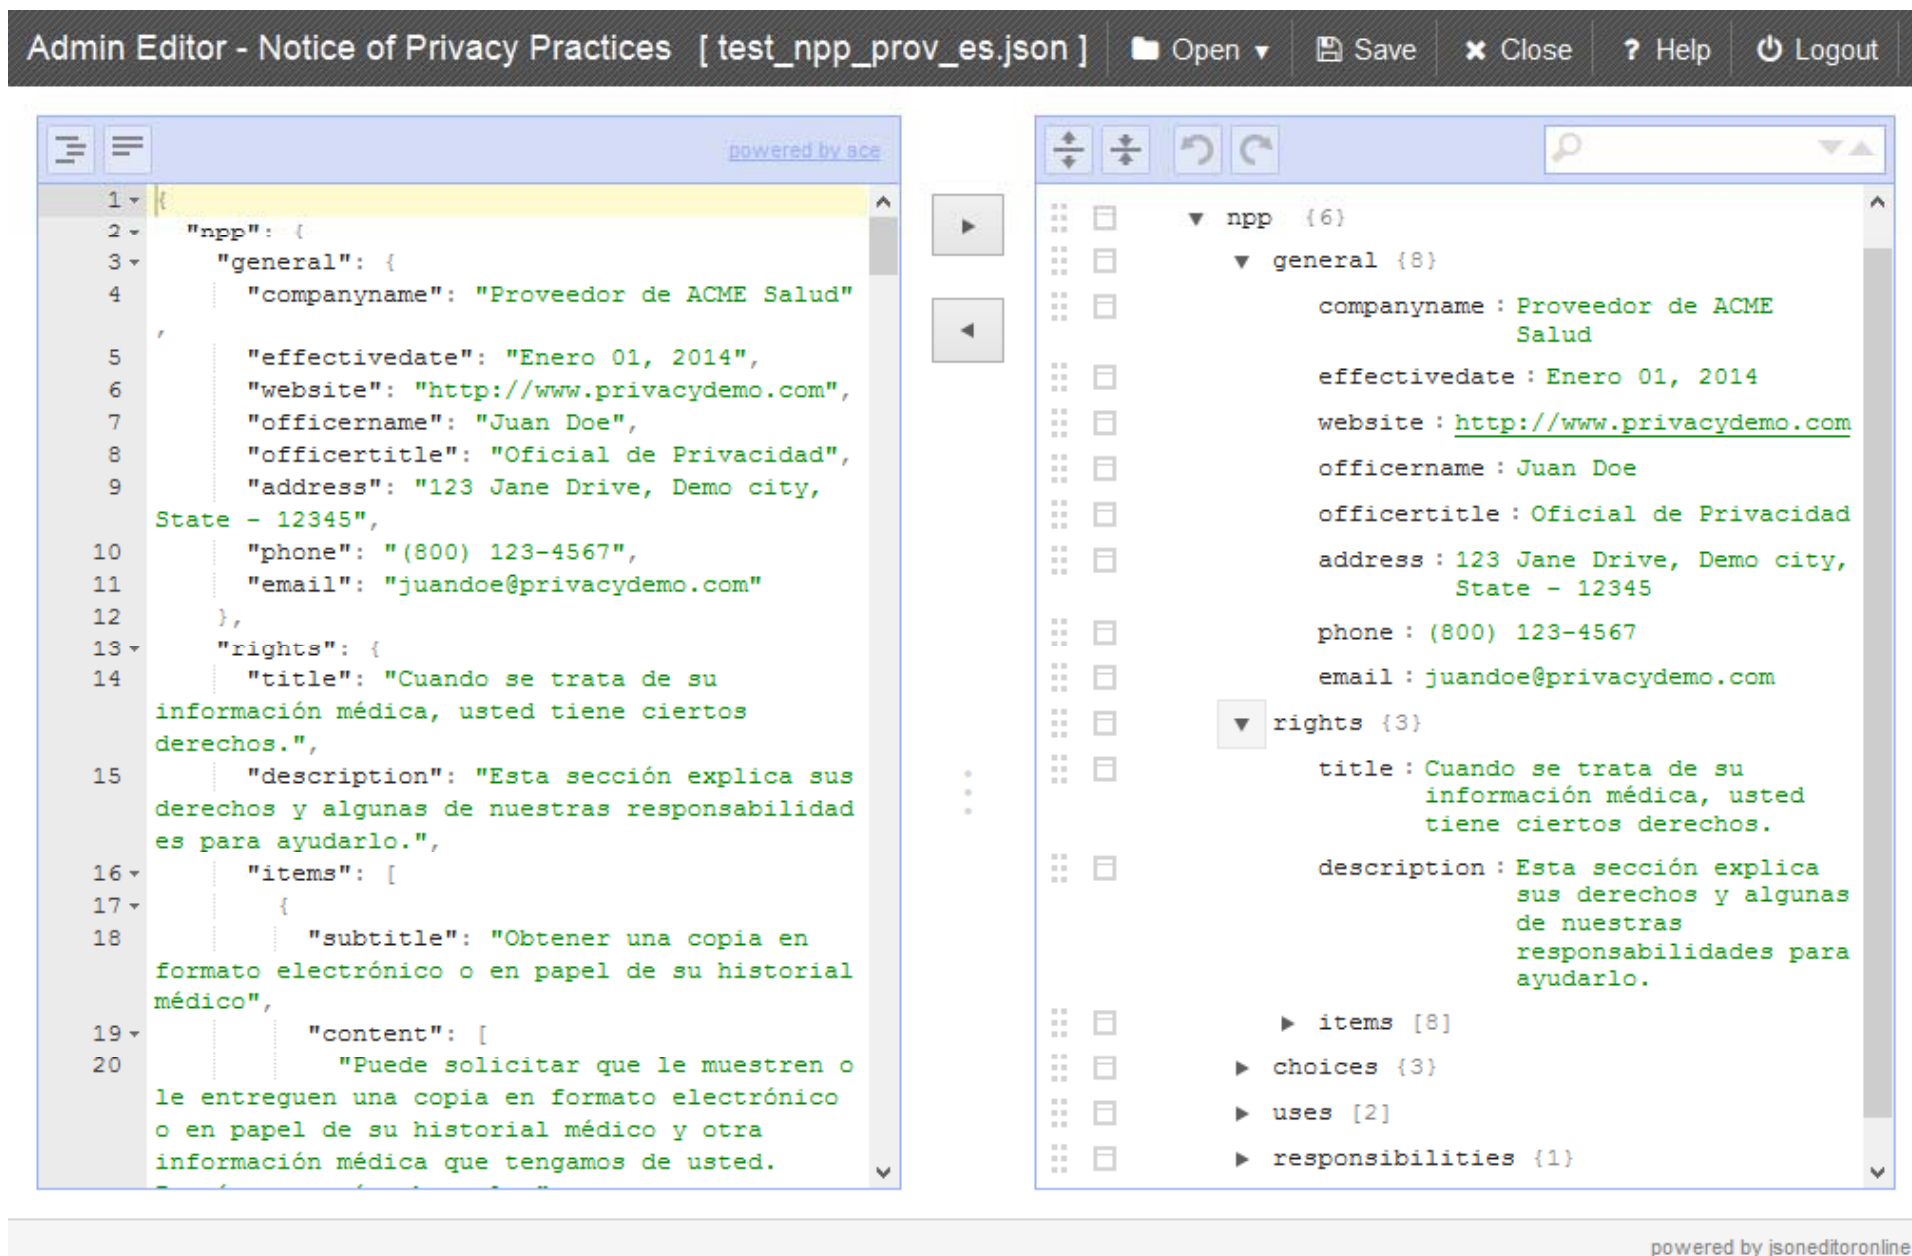 Admin Editor - Notice of Privacy Practices [ test_npp_prov_es.json ] Open ▾ Save Close ? Help Logout
powered by ace
1 {
2 "npp": {
3 "general": {
4 "companyname": "Proveedor de ACME Salud"
,
5 "effectivedate": "Enero 01, 2014",
6 "website": "http://www.privacydemo.com",
7 "officername": "Juan Doe",
8 "officertitle": "Oficial de Privacidad",
9 "address": "123 Jane Drive, Demo city,
State - 12345",
10 "phone": "(800) 123-4567",
11 "email": "juandoe@privacydemo.com"
12 },
13 "rights": {
14 "title": "Cuando se trata de su
información médica, usted tiene ciertos
derechos.",
15 "description": "Esta sección explica sus
derechos y algunas de nuestras responsabilidad
es para ayudarlo.",
16 "items": [
17 {
18 "subtitle": "Obtener una copia en
formato electrónico o en papel de su historial
médico",
19 "content": [
20 "Puede solicitar que le muestren o
le entreguen una copia en formato electrónico
o en papel de su historial médico y otra
información médica que tengamos de usted.
npp {6}
general {8}
companyname : Proveedor de ACME
Salud
effectivedate : Enero 01, 2014
website : http://www.privacydemo.com
officername : Juan Doe
officertitle : Oficial de Privacidad
address : 123 Jane Drive, Demo city,
State - 12345
phone : (800) 123-4567
email : juandoe@privacydemo.com
rights {3}
title : Cuando se trata de su
información médica, usted
tiene ciertos derechos.
description : Esta sección explica
sus derechos y algunas
de nuestras
responsabilidades para
ayudarlo.
items [8]
choices {3}
uses [2]
responsibilities {1}
powered by jsoneditoronline